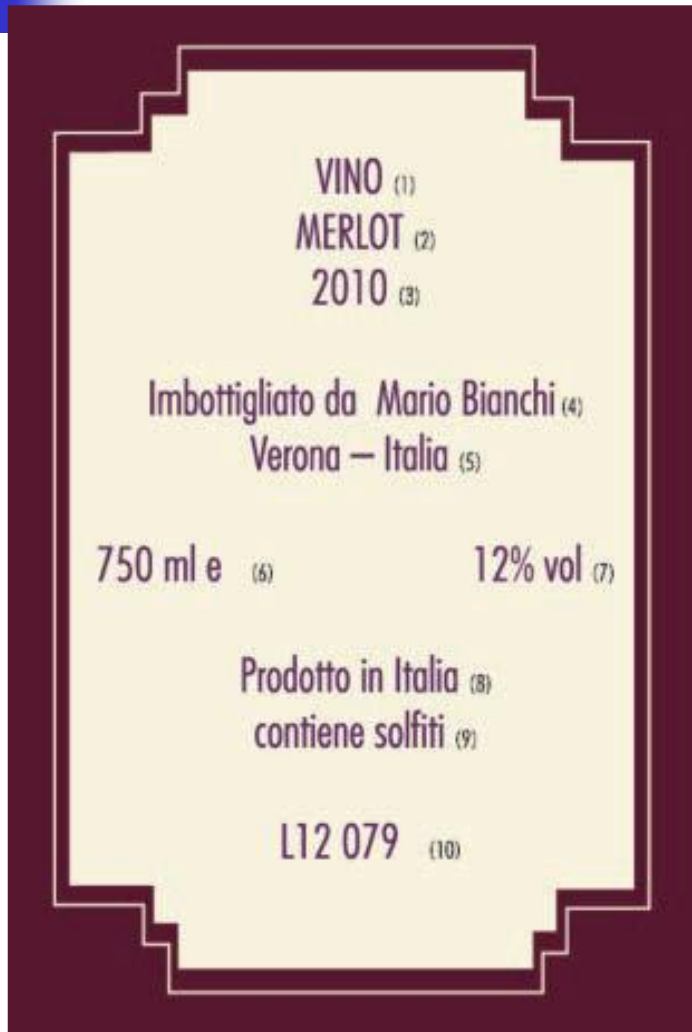 VINO (1)
MERLOT (2)
2010 (3)
Imbottigliato da Mario Bianchi (4)
Verona – Italia (5)
750 ml e (6) 12% vol (7)
Prodotto in Italia (8)
contiene solfiti (9)
L12 079 (10)